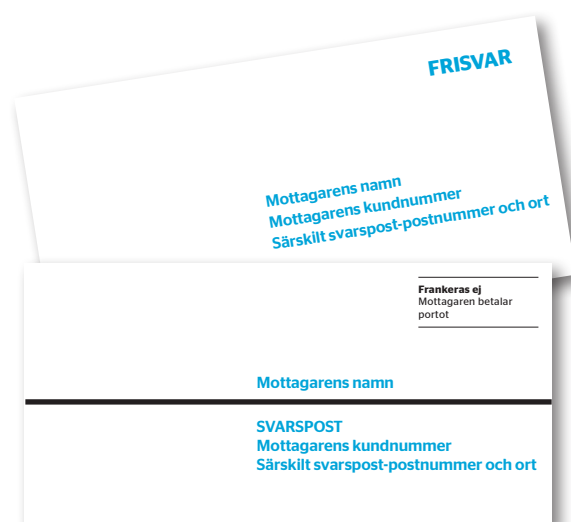 FRISVAR
Mottagarens namn
Mottagarens kundnummer
Särskilt svarspost-postnummer och ort
Frankeras ej
Mottagaren betalar
portot
Mottagarens namn
SVARSPOST
Mottagarens kundnummer
Särskilt svarspost-postnummer och ort